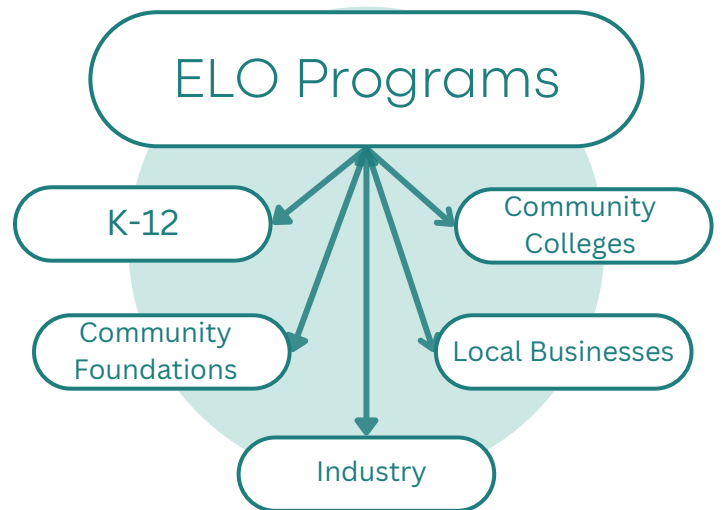 ELO Programs
K-12
Community
Colleges
Community
Foundations
Local Businesses
Industry